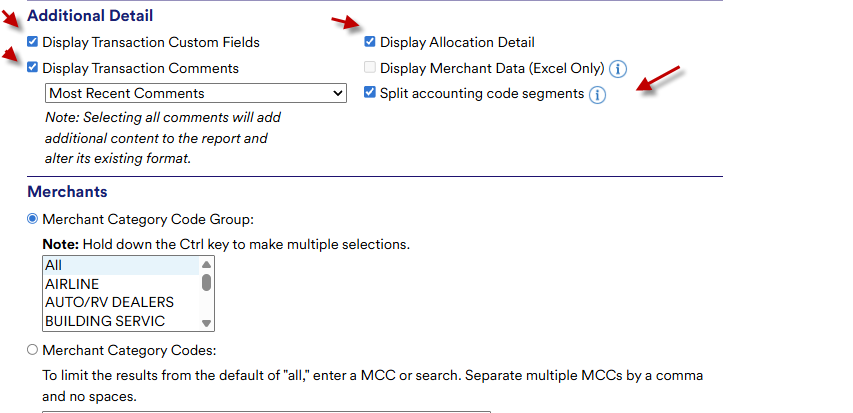 Additional Detail
Display Transaction Custom Fields
Display Allocation Detail
Display Transaction Comments
Display Merchant Data (Excel Only) i
Most Recent Comments
Split accounting code segments i
Note: Selecting all comments will add
additional content to the report and
alter its existing format.
Merchants
Merchant Category Code Group:
Note: Hold down the Ctrl key to make multiple selections.
All
AIRLINE
AUTO/RV DEALERS
BUILDING SERVIC
Merchant Category Codes:
To limit the results from the default of "all," enter a MCC or search. Separate multiple MCCs by a comma
and no spaces.